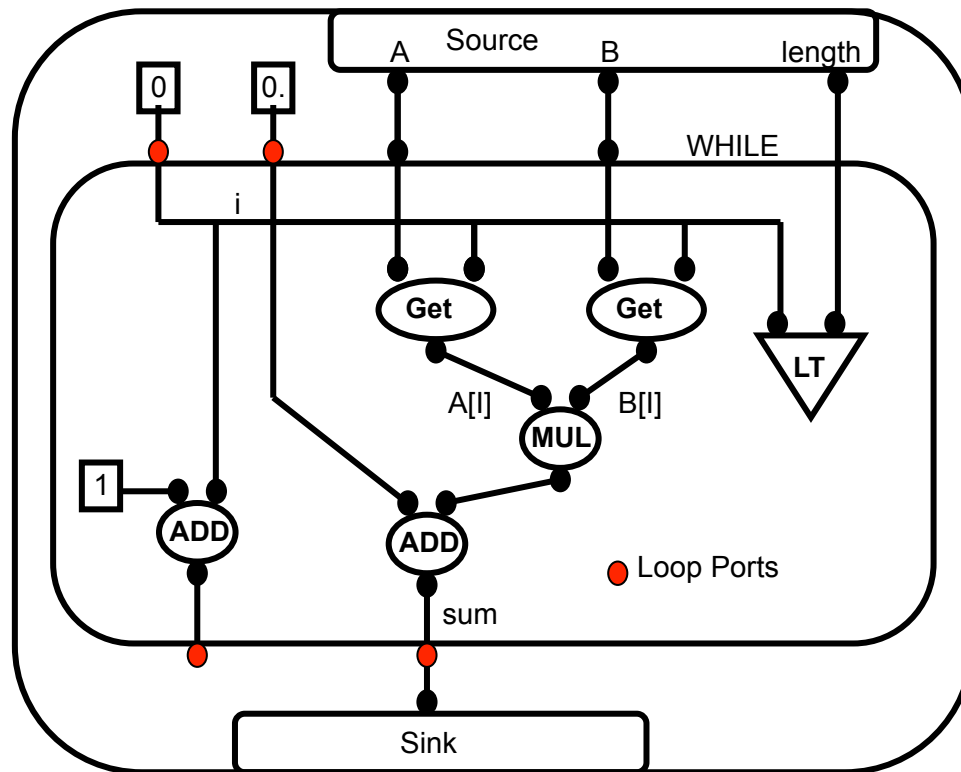 Source
A
B
length
0
0.
WHILE
i
Get
Get
LT
A[I]
B[I]
MUL
1
ADD
ADD
Loop Ports
sum
Sink